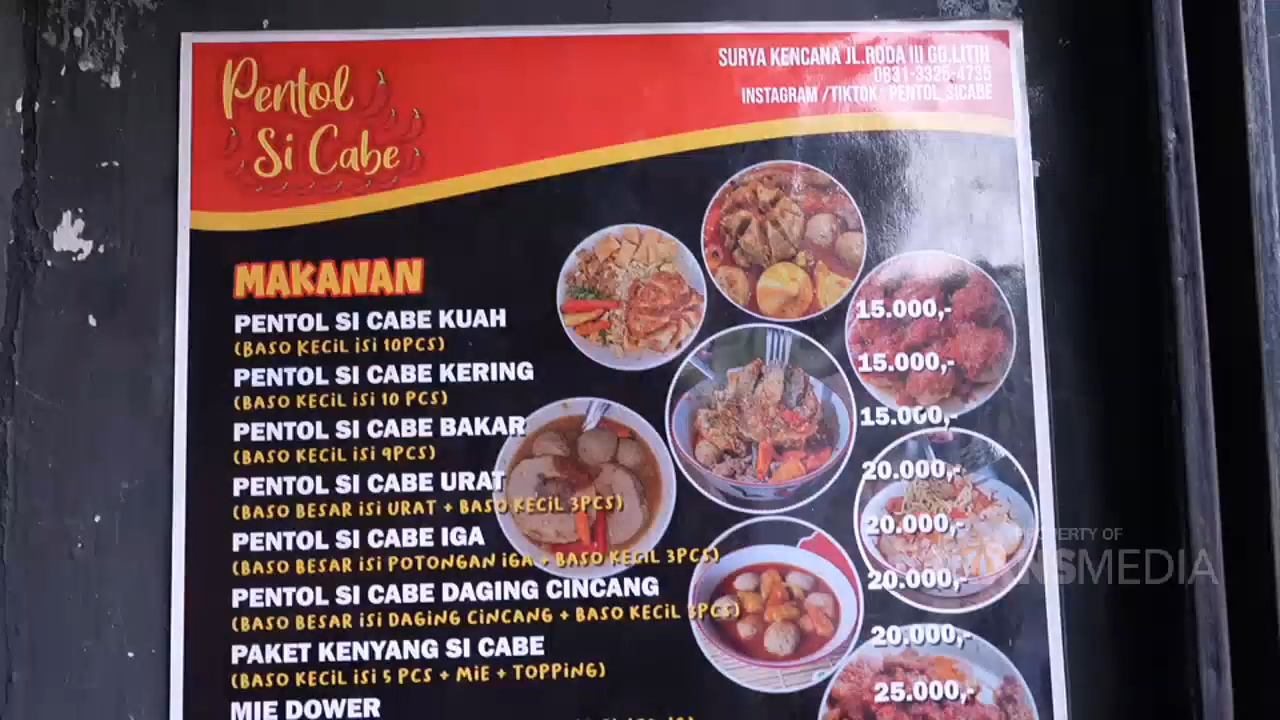 Pentol
Si Cabe
SURYA KENCANA JL.RODA III GG.LITIH
0831-3325-4735
INSTAGRAM /TIKTOK : PENTOL_SICABE
MAKANAN
PENTOL SI CABE KUAH 15.000,-
(BASO KECIL ISI 10PCS)
PENTOL SI CABE KERING 15.000,-
(BASO KECIL ISI 10 PCS)
PENTOL SI CABE BAKAR 15.000,-
(BASO KECIL ISI 9PCS)
PENTOL SI CABE URAT 20.000,-
(BASO BESAR ISI URAT + BASO KECIL 3PCS)
PENTOL SI CABE IGA 20.000,-
(BASO BESAR ISI POTONGAN IGA + BASO KECIL 3PCS)
PENTOL SI CABE DAGING CINCANG 20.000,-
(BASO BESAR ISI DAGING CINCANG + BASO KECIL 3PCS)
PAKET KENYANG SI CABE 20.000,-
(BASO KECIL ISI 5 PCS + MIE + TOPPING)
MIE DOWER 25.000,-
PROPERTY OF
TRANSMEDIA